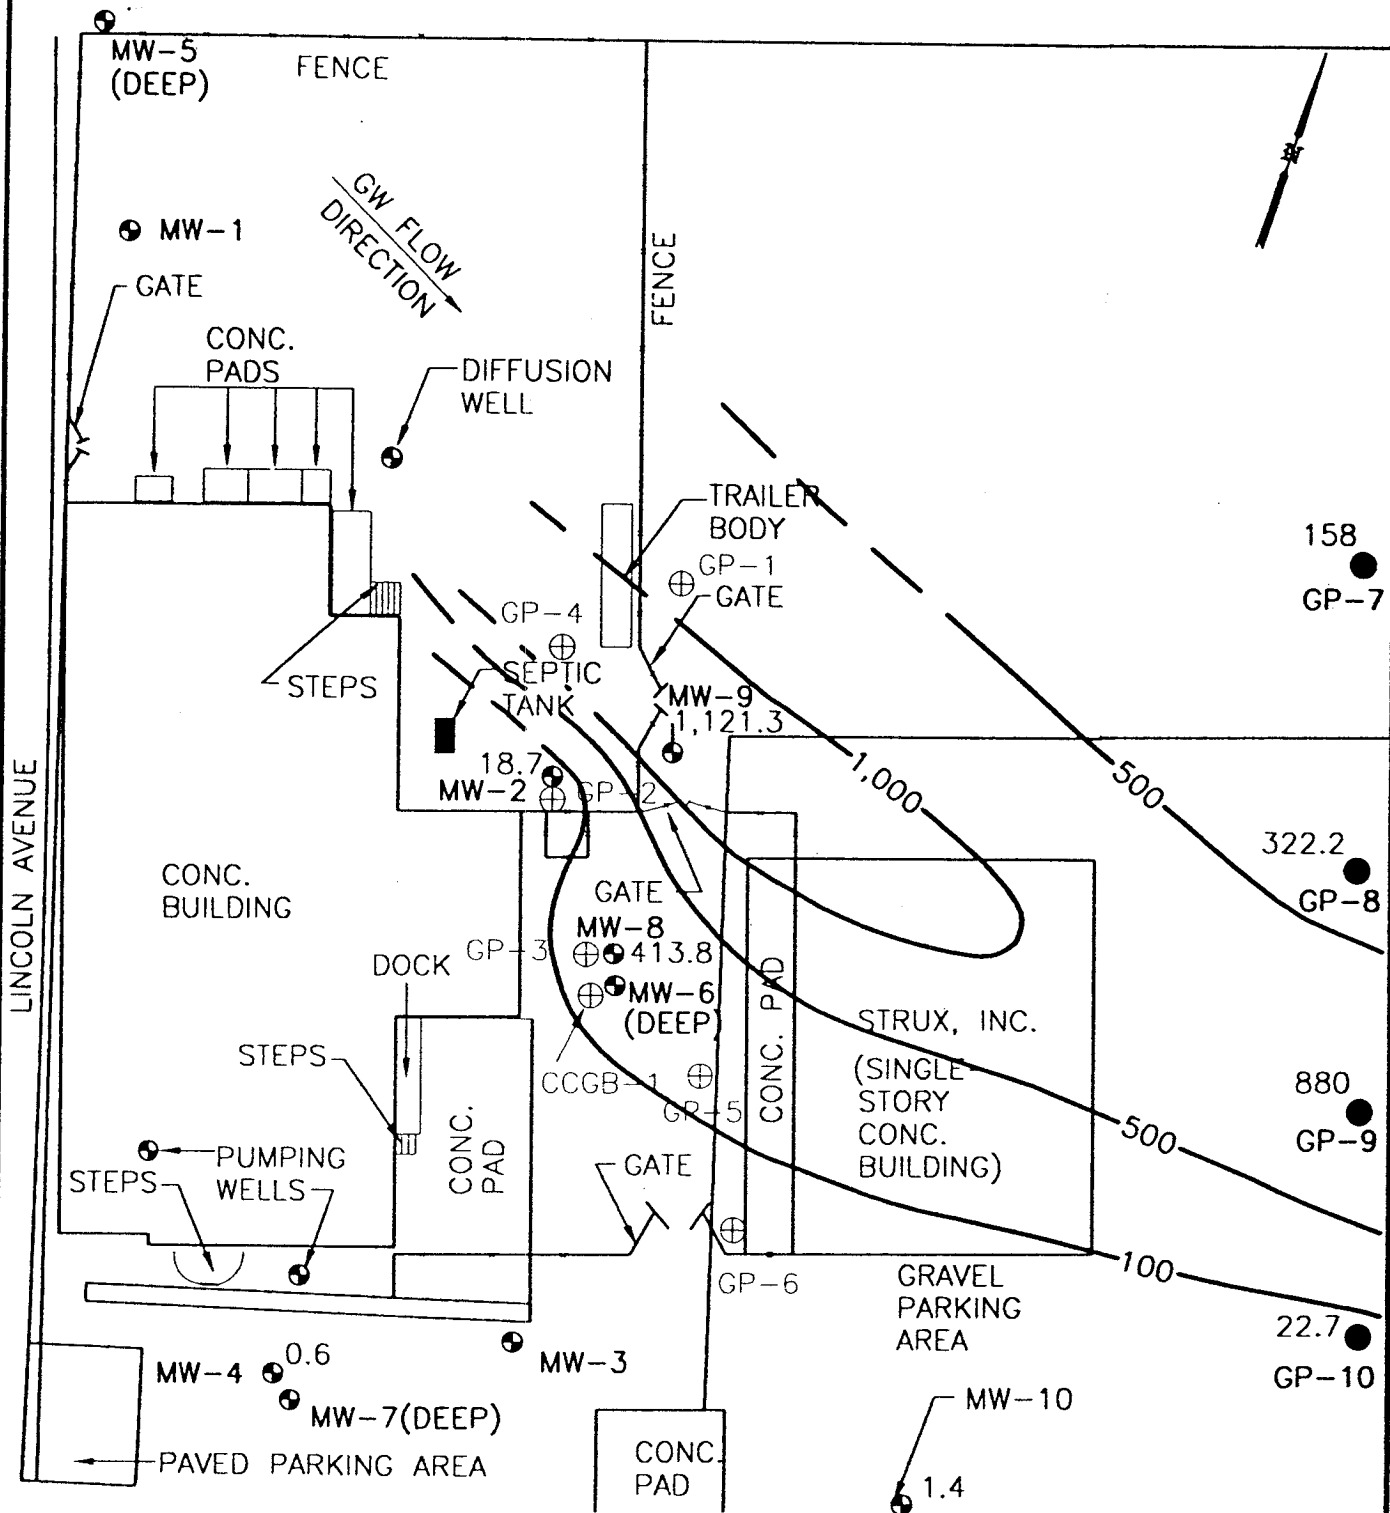 MW-5
(DEEP)
FENCE
N
MW-1
GW FLOW
DIRECTION
GATE
FENCE
CONC.
PADS
DIFFUSION
WELL
TRAILER
BODY
158
GP-7
GP-1
GATE
GP-4
STEPS
SEPTIC
TANK
MW-9
1,121.3
18.7
MW-2
GP-2
1,000
500
322.2
GP-8
LINCOLN AVENUE
CONC.
BUILDING
GATE
MW-8
413.8
GP-3
DOCK
MW-6
(DEEP)
CONC. PAD
STRUX, INC.
(SINGLE-
STORY
CONC.
BUILDING)
STEPS
CCGB-1
GP-5
880
GP-9
500
CONC.
PAD
PUMPING
WELLS
STEPS
GATE
GP-6
100
GRAVEL
PARKING
AREA
22.7
GP-10
0.6
MW-4
MW-3
MW-7(DEEP)
MW-10
PAVED PARKING AREA
CONC.
PAD
1.4